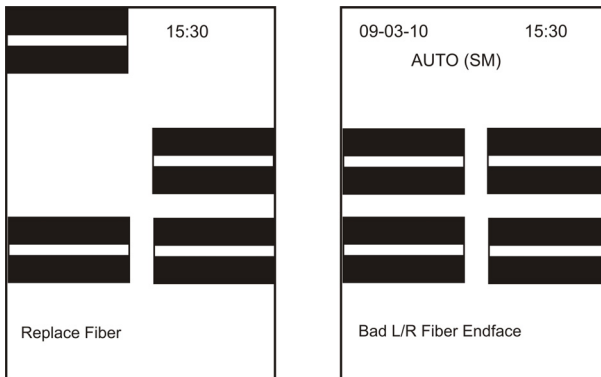 15:30
Replace Fiber
09-03-10 15:30
AUTO (SM)
Bad L/R Fiber Endface